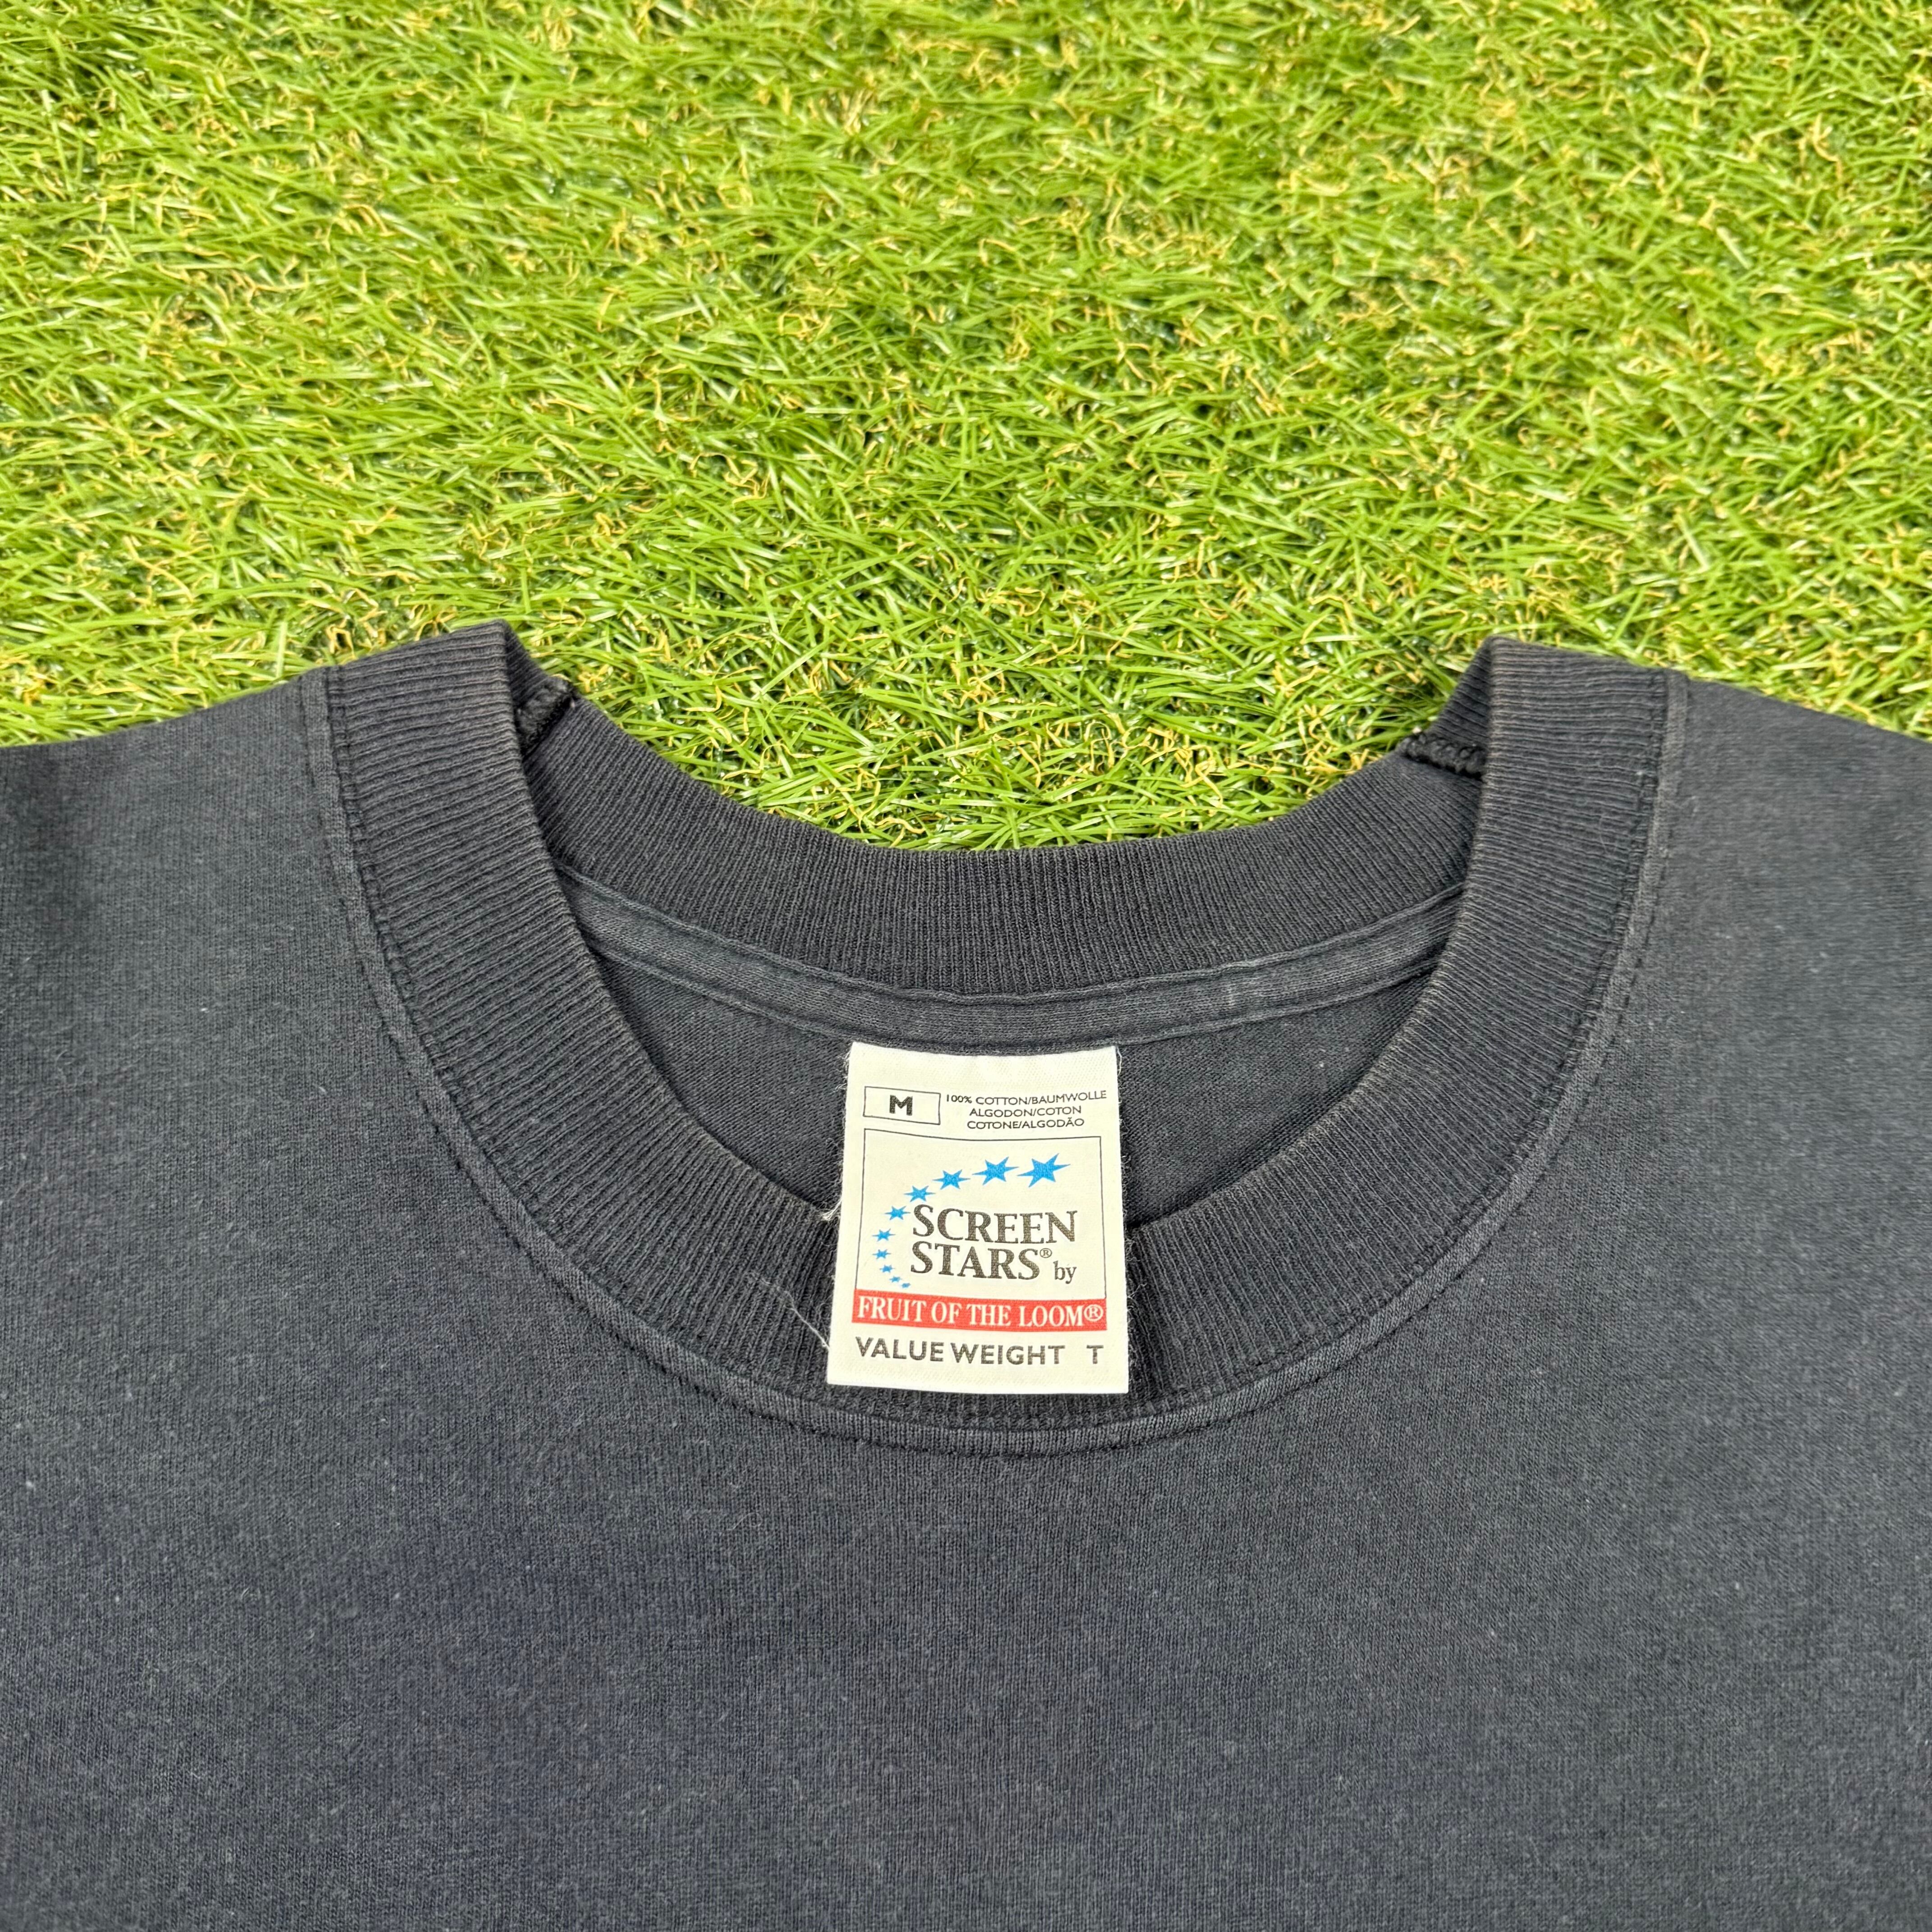 M
100% COTTON/BAUMWOLLE
ALGODON/COTON
COTONE/ALGODÃO
SCREEN
STARS® by
FRUIT OF THE LOOM®
VALUE WEIGHT T